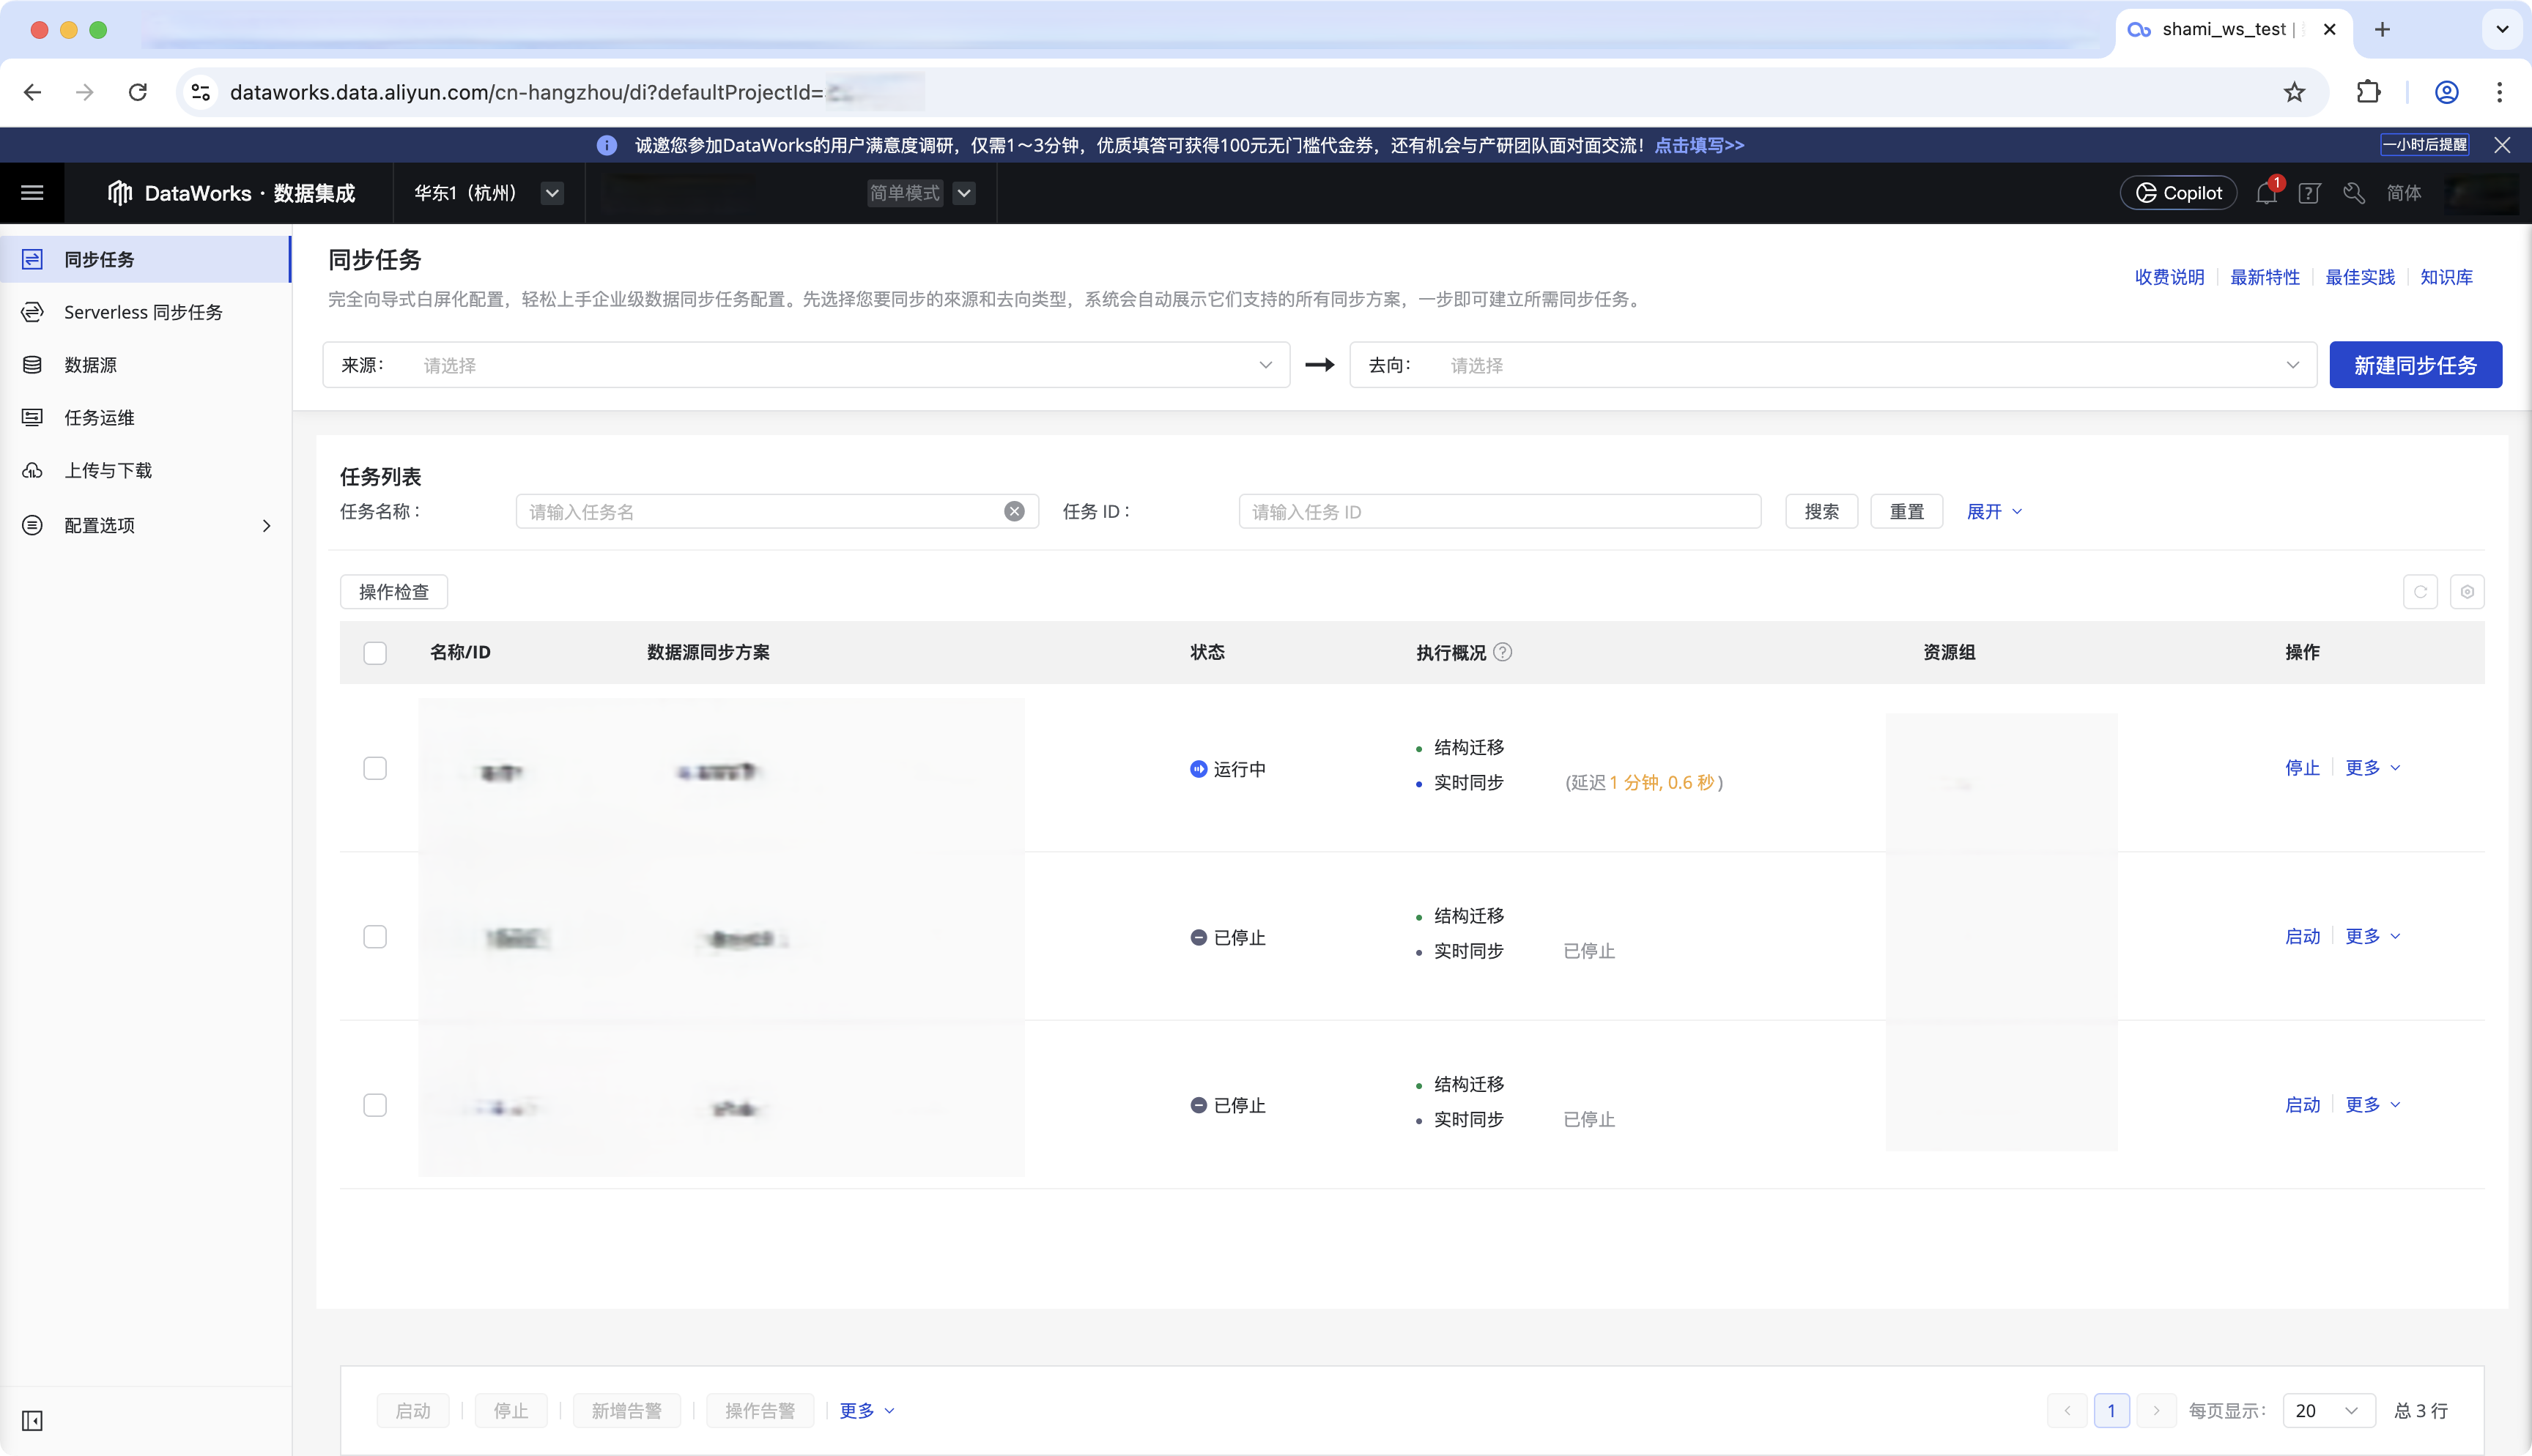 shami_ws_test |
dataworks.data.aliyun.com/cn-hangzhou/di?defaultProjectId=
诚邀您参加DataWorks的用户满意度调研，仅需1～3分钟，优质填答可获得100元无门槛代金券，还有机会与产研团队面对面交流！点击填写>> 一小时后提醒
DataWorks · 数据集成 华东1（杭州） 简单模式 Copilot 1 简体
同步任务
Serverless 同步任务
数据源
任务运维
上传与下载
配置选项
同步任务
完全向导式白屏化配置，轻松上手企业级数据同步任务配置。先选择您要同步的来源和去向类型，系统会自动展示它们支持的所有同步方案，一步即可建立所需同步任务。
收费说明 最新特性 最佳实践 知识库
来源： 请选择 去向： 请选择 新建同步任务
任务列表
任务名称： 请输入任务名 任务 ID： 请输入任务 ID 搜索 重置 展开
操作检查
名称/ID 数据源同步方案 状态 执行概况 资源组 操作
运行中 结构迁移 停止 更多
实时同步 (延迟 1 分钟, 0.6 秒)
已停止 结构迁移 启动 更多
实时同步 已停止
已停止 结构迁移 启动 更多
实时同步 已停止
启动 停止 新增告警 操作告警 更多 1 每页显示： 20 总 3 行